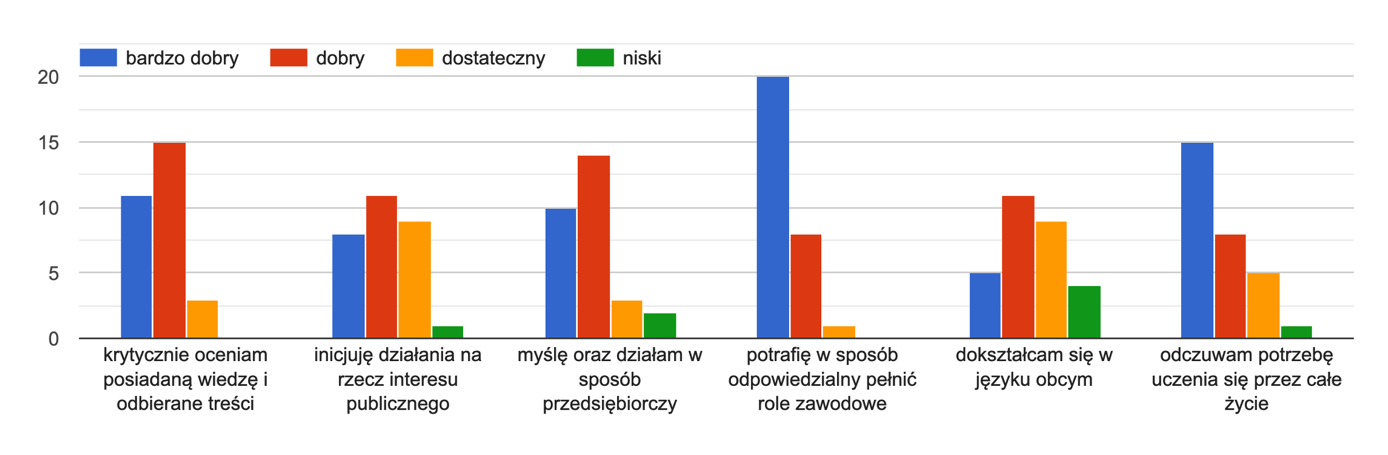 bardzo dobry dobry dostateczny niski
20
15
10
5
0
krytycznie oceniam
posiadaną wiedzę i
odbierane treści
inicjuję działania na
rzecz interesu
publicznego
myślę oraz działam w
sposób
przedsiębiorczy
potrafię w sposób
odpowiedzialny pełnić
role zawodowe
dokształcam się w
języku obcym
odczuwam potrzebę
uczenia się przez całe
życie